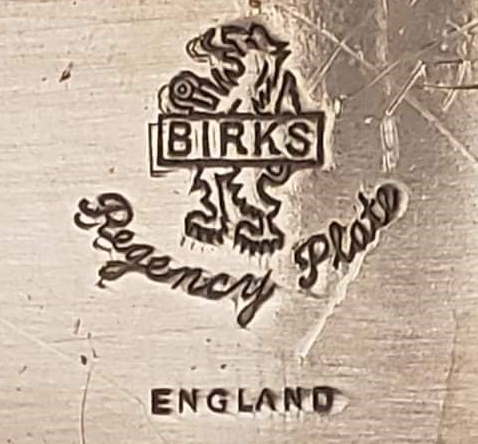 BIRKS
Regency Plate
ENGLAND